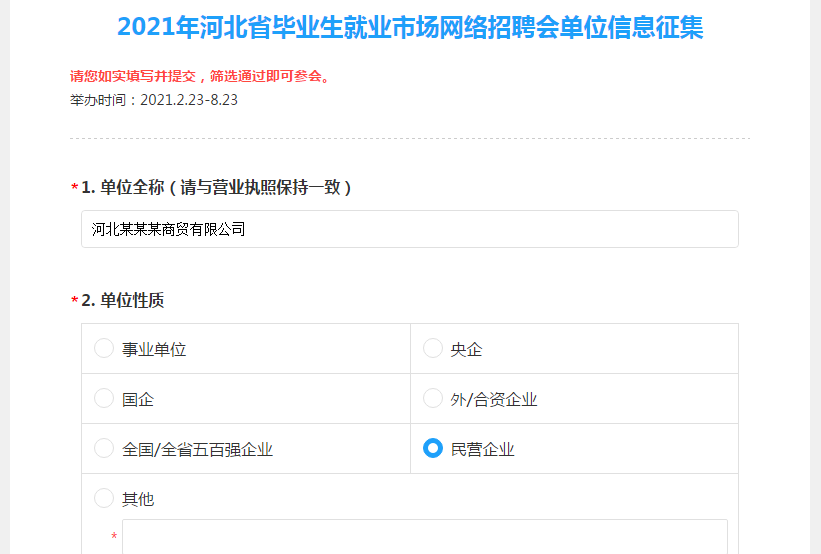 2021年河北省毕业生就业市场网络招聘会单位信息征集
请您如实填写并提交，筛选通过即可参会。
举办时间：2021.2.23-8.23
*1. 单位全称（请与营业执照保持一致）
河北某某某商贸有限公司
*2. 单位性质
事业单位
央企
国企
外/合资企业
全国/全省五百强企业
民营企业
其他
*